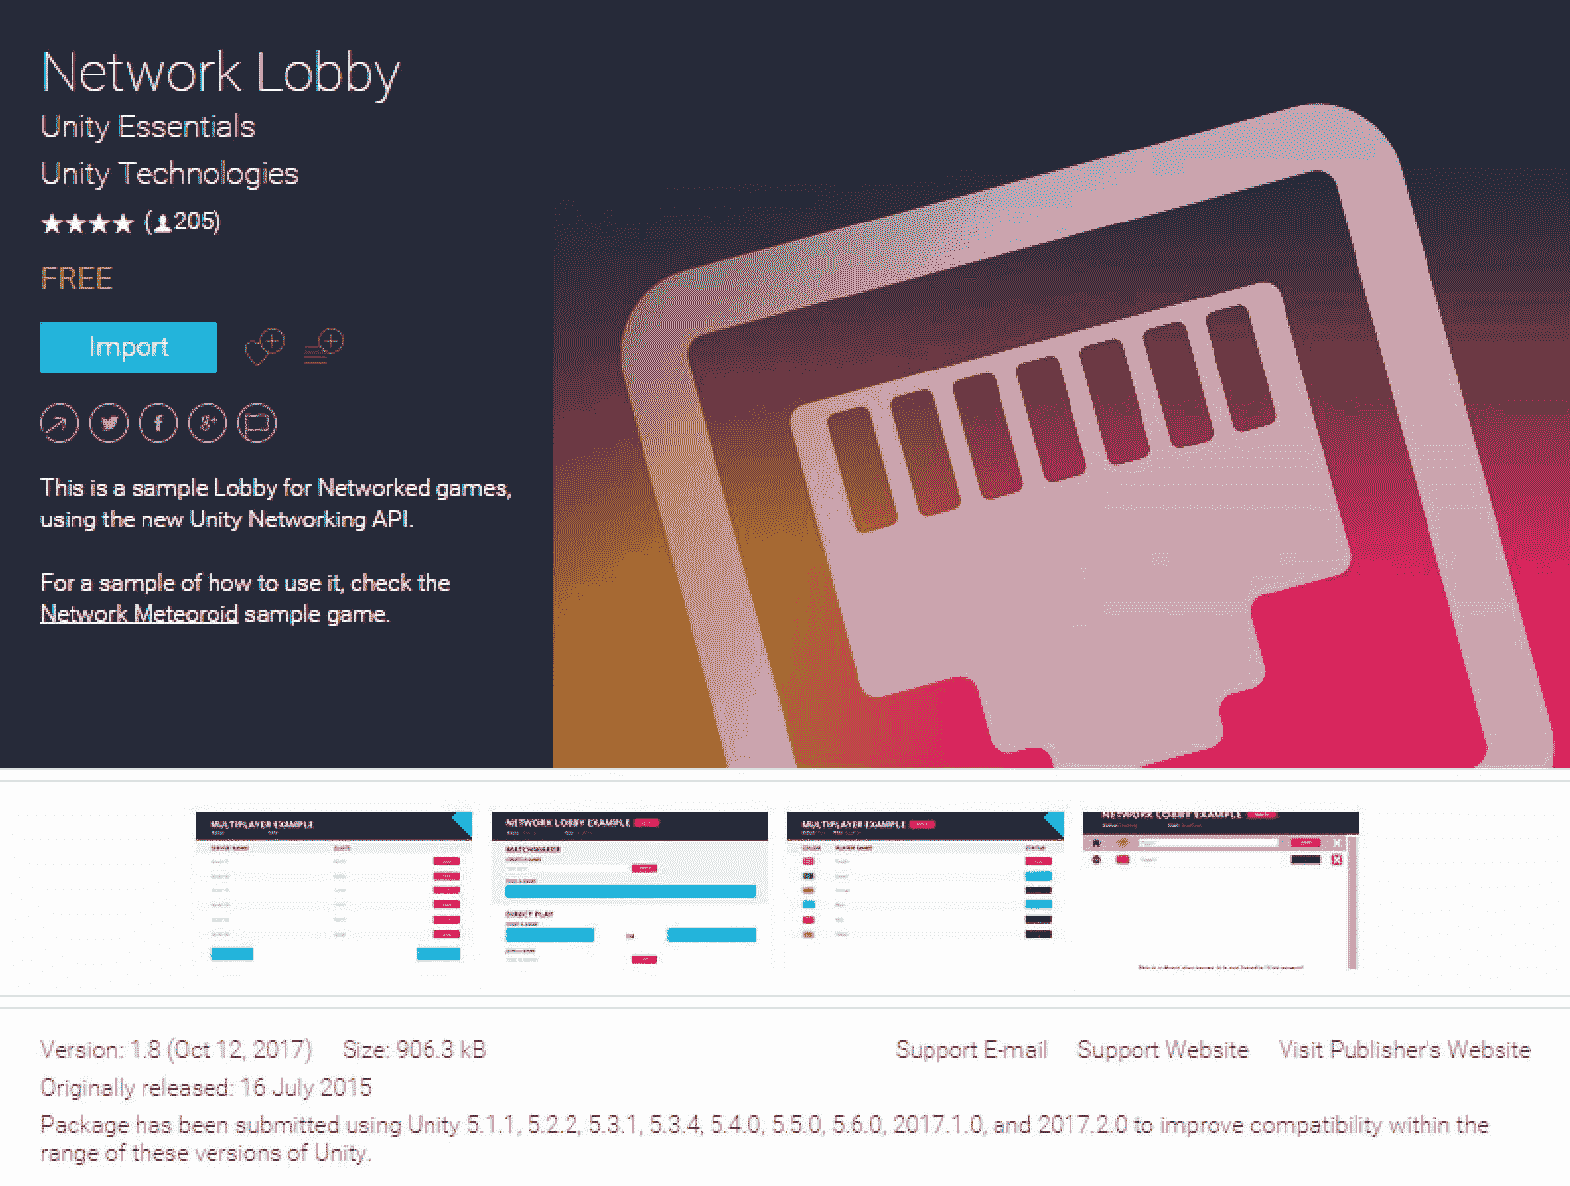 Network Lobby
Unity Essentials
Unity Technologies
(205)
FREE
Import
This is a sample Lobby for Networked games,
using the new Unity Networking API.
For a sample of how to use it, check the
Network Meteoroid sample game.
MULTIPLAYER EXAMPLE
NETWORK LOBBY EXAMPLE
MULTIPLAYER EXAMPLE
NETWORK LOBBY EXAMPLE
MATCHMAKER
DIRECT PLAY
Version: 1.8 (Oct 12, 2017) Size: 906.3 kB
Support E-mail Support Website Visit Publisher's Website
Originally released: 16 July 2015
Package has been submitted using Unity 5.1.1, 5.2.2, 5.3.1, 5.3.4, 5.4.0, 5.5.0, 5.6.0, 2017.1.0, and 2017.2.0 to improve compatibility within the
range of these versions of Unity.